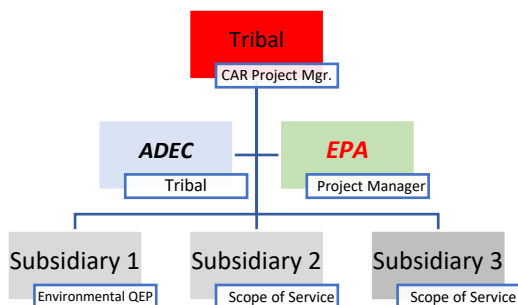 Tribal
CAR Project Mgr.
ADEC
Tribal
EPA
Project Manager
Subsidiary 1
Environmental QEP
Subsidiary 2
Scope of Service
Subsidiary 3
Scope of Service